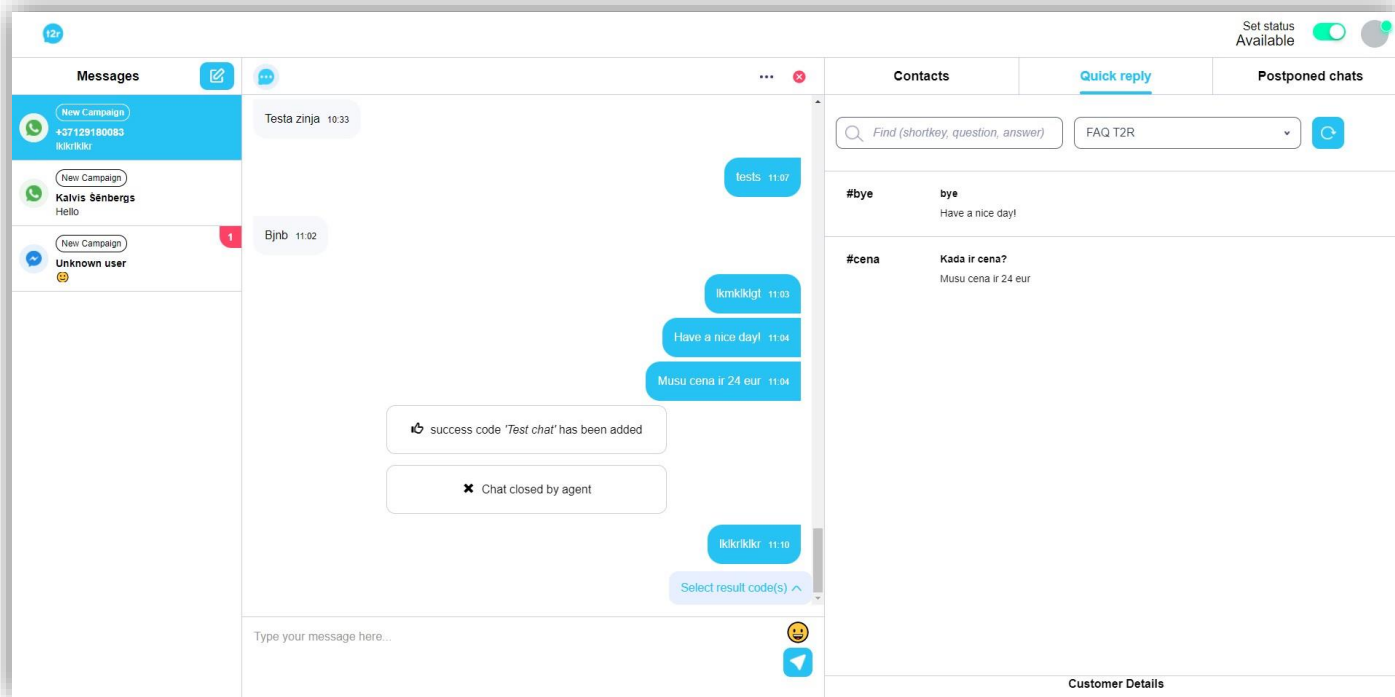 t2r
Set status
Available
Messages
Contacts
Quick reply
Postponed chats
New Campaign
+37129180083
lklkrlklkr
New Campaign
Kalvis Šēnbergs
Hello
New Campaign
1
Unknown user
Testa zinja 10:33
tests 11:07
Bjnb 11:02
lkmklklgt 11:03
Have a nice day! 11:04
Musu cena ir 24 eur 11:04
success code 'Test chat' has been added
Chat closed by agent
lklkrlklkr 11:10
Select result code(s)
Type your message here...
Find (shortkey, question, answer)
FAQ T2R
#bye
bye
Have a nice day!
#cena
Kada ir cena?
Musu cena ir 24 eur
Customer Details